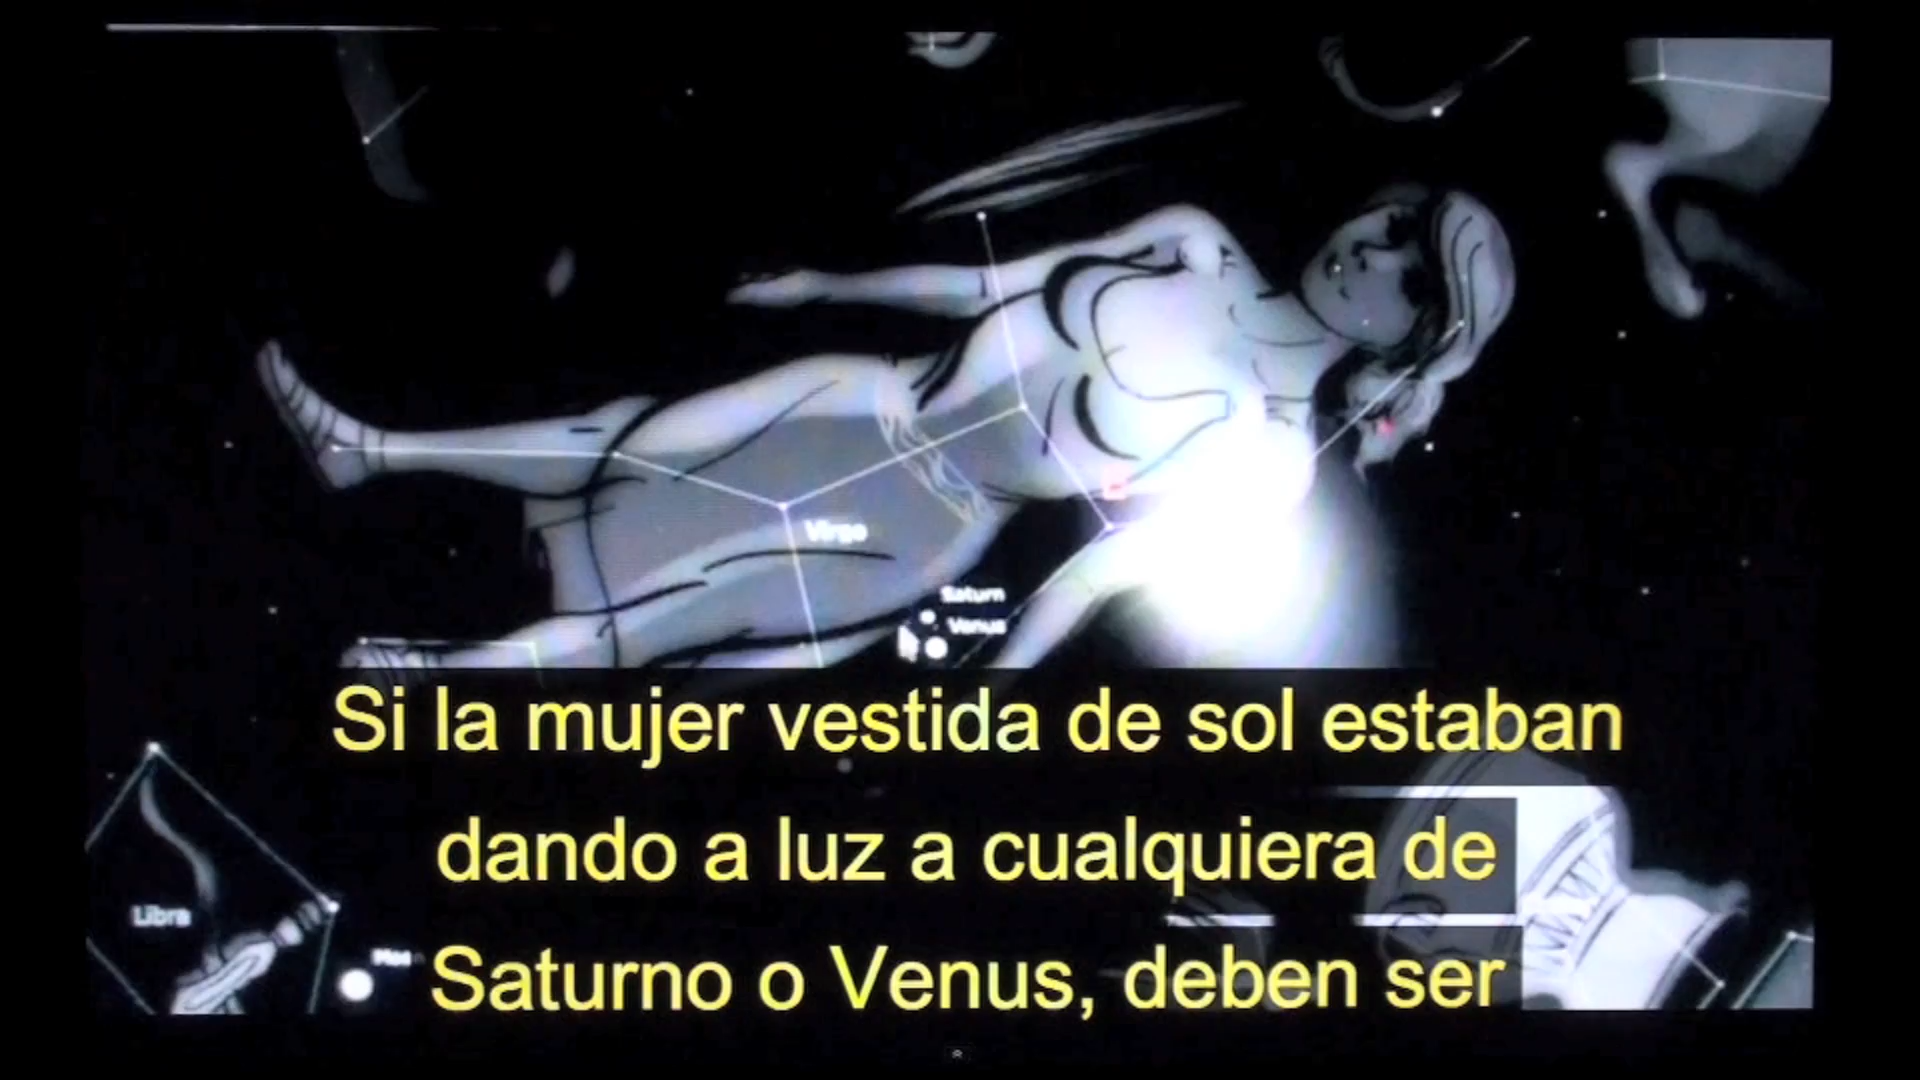 Virgo
Saturn
Venus
Si la mujer vestida de sol estaban
dando a luz a cualquiera de
Libra
Saturno o Venus, deben ser